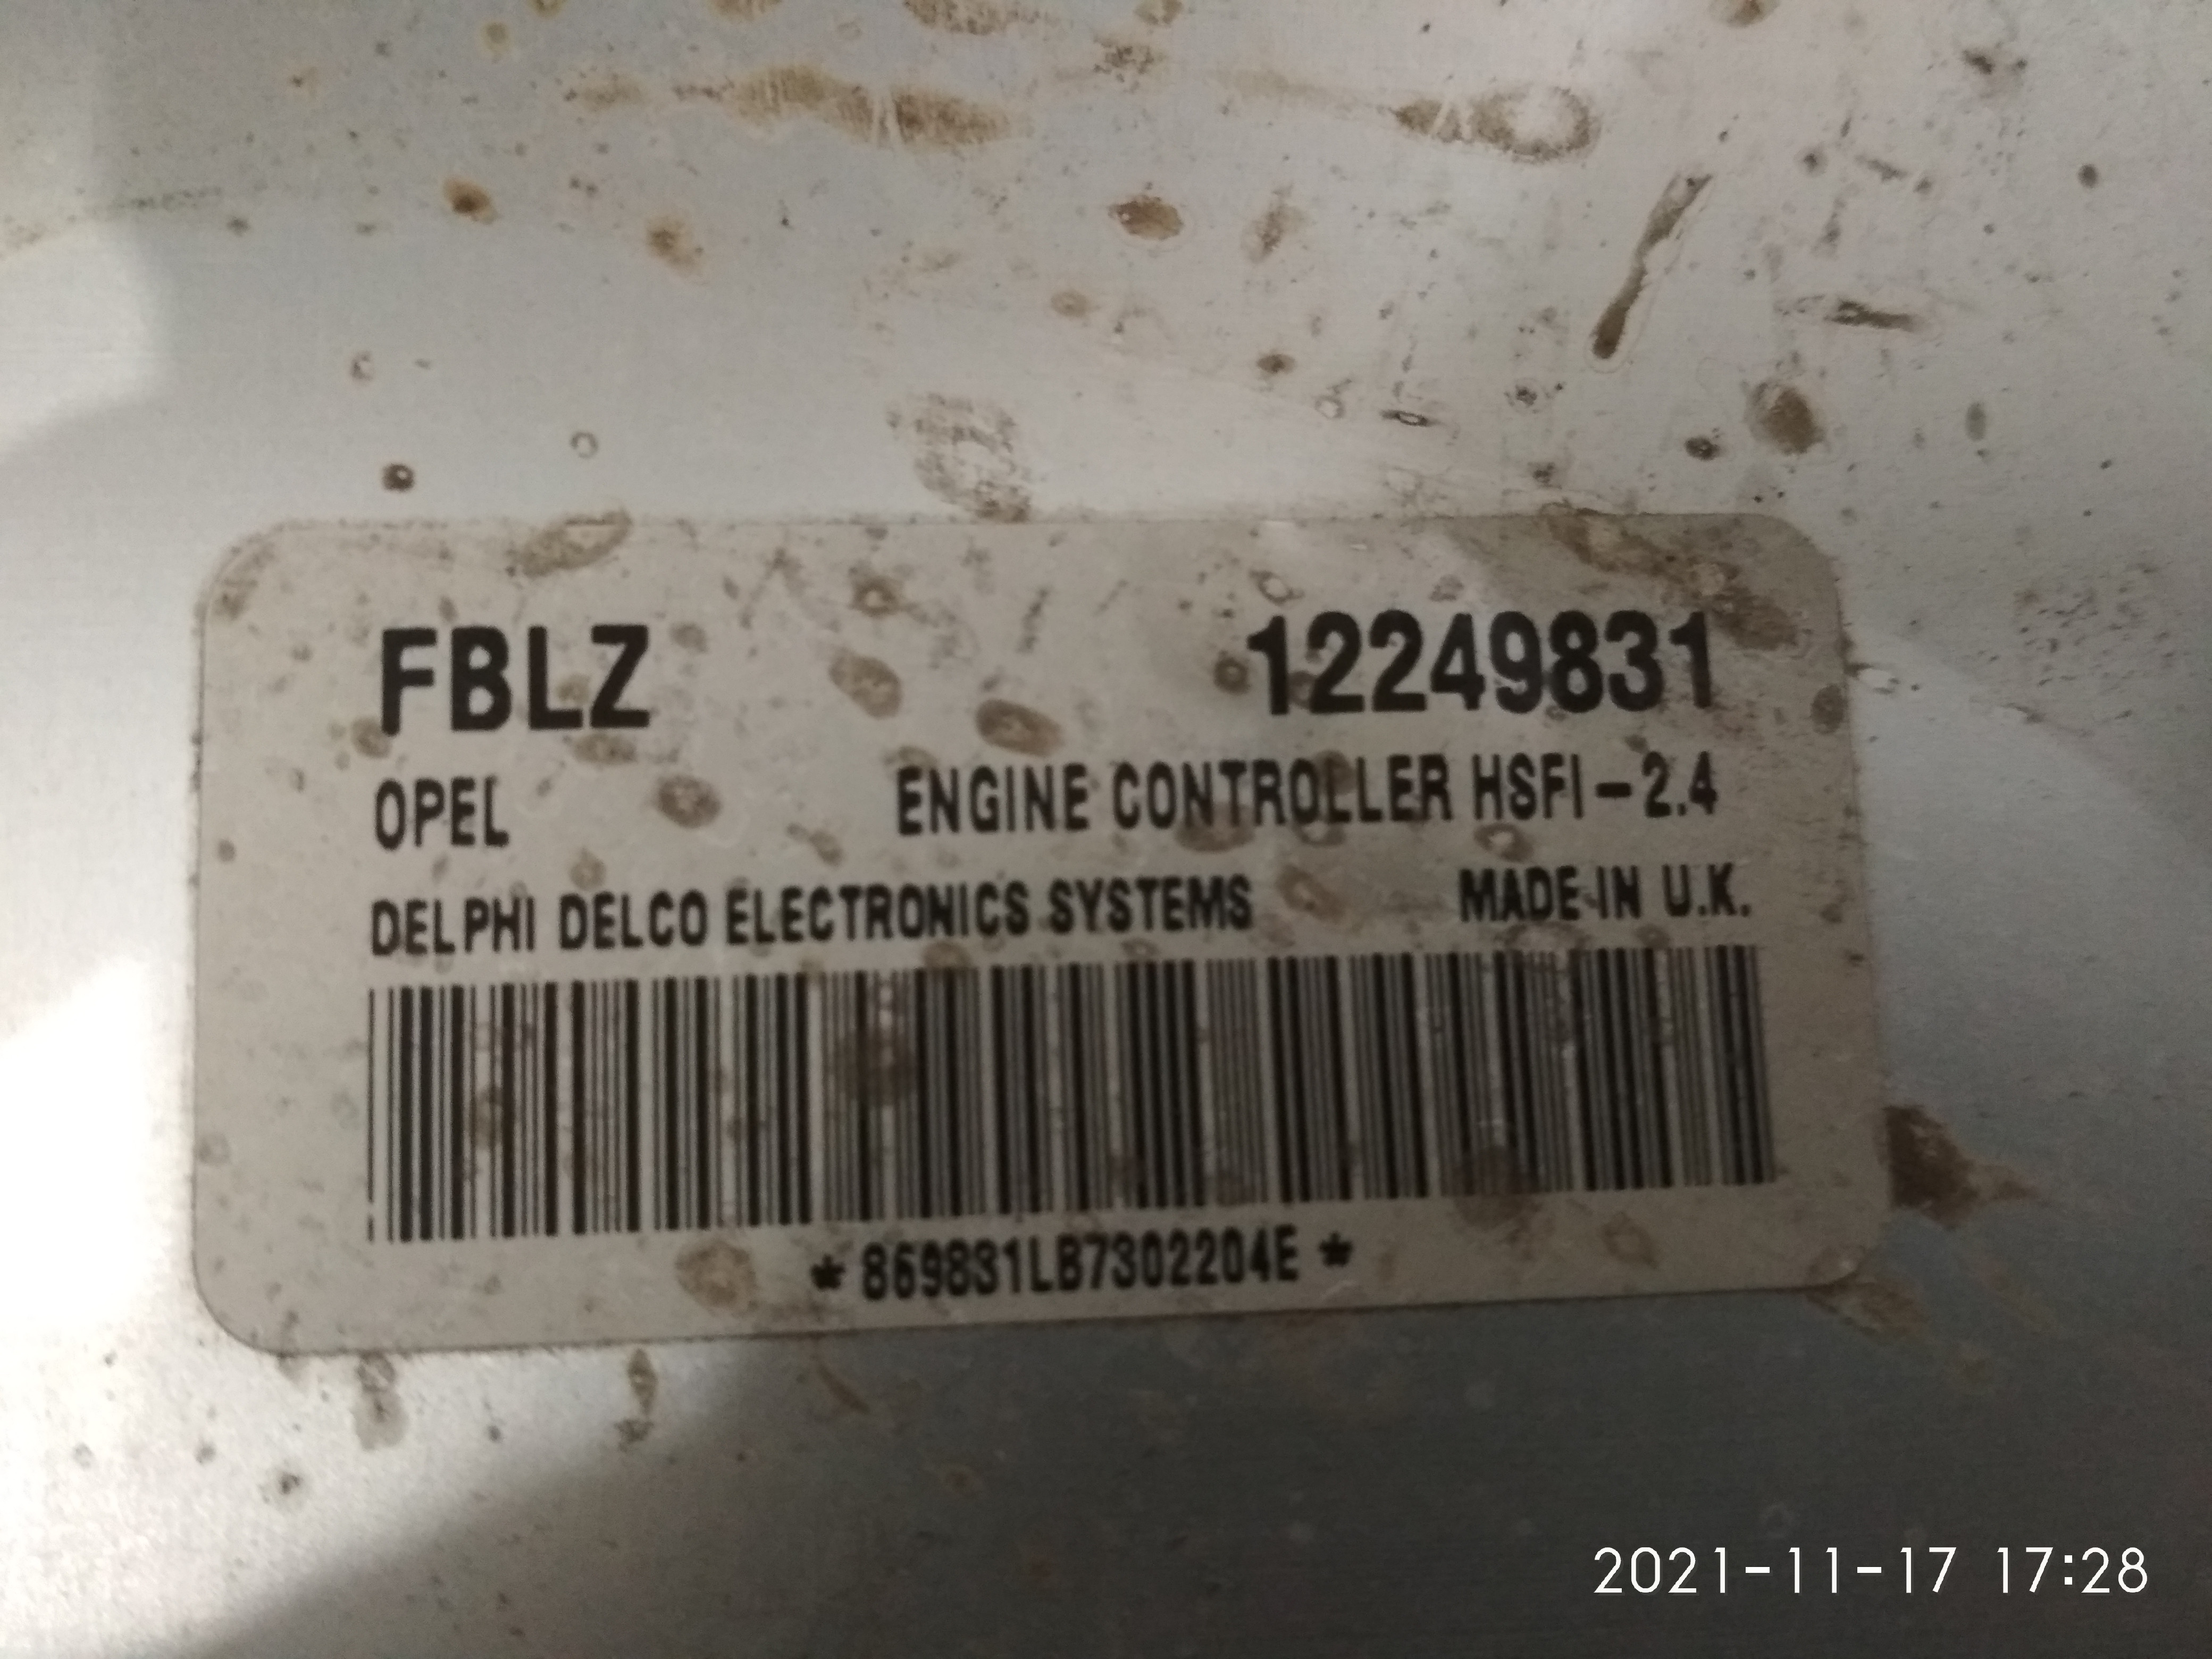 FBLZ 12249831
OPEL ENGINE CONTROLLER HSFI-2.4
DELPHI DELCO ELECTRONICS SYSTEMS MADE IN U.K.
*869831LB7302204E*
2021-11-17 17:28